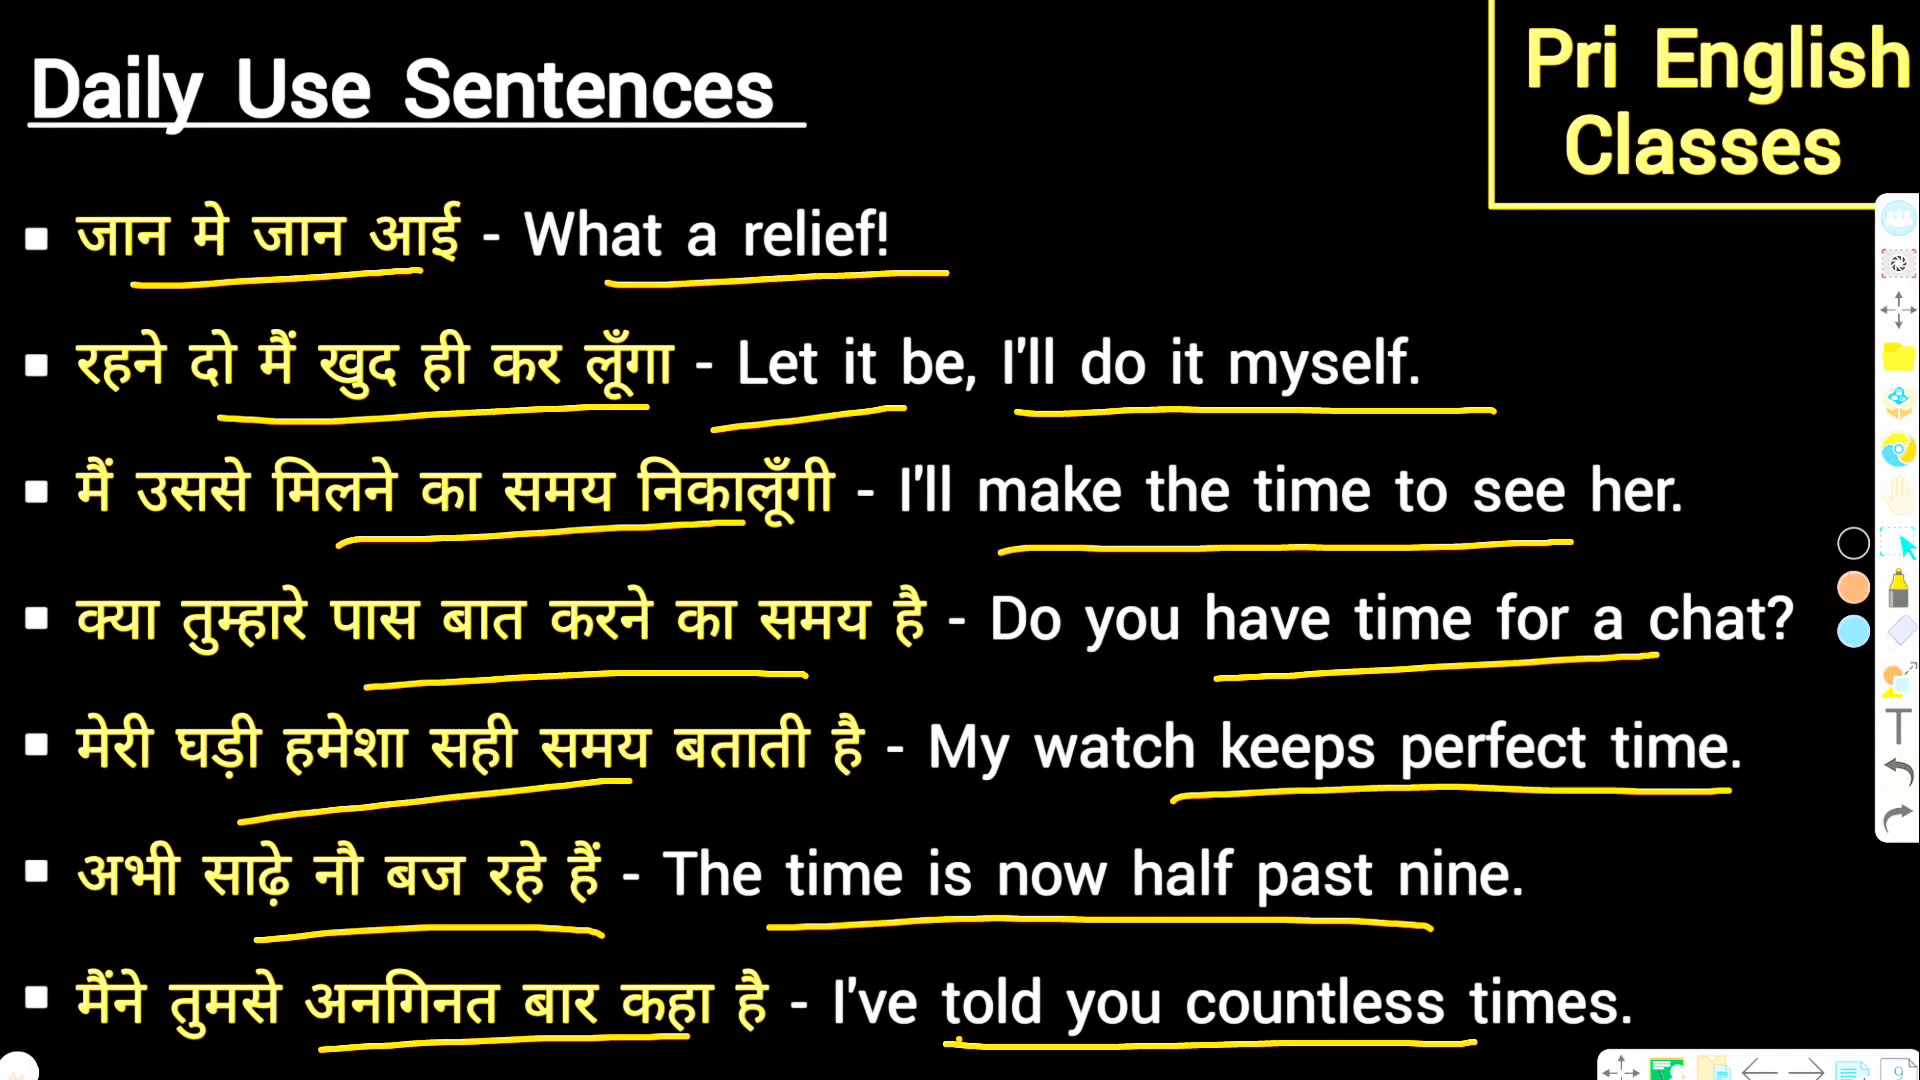 Daily Use Sentences
Pri English
Classes
▪ जान मे जान आई - What a relief!
▪ रहने दो मैं खुद ही कर लूँगा - Let it be, I'll do it myself.
▪ मैं उससे मिलने का समय निकालूँगी - I'll make the time to see her.
▪ क्या तुम्हारे पास बात करने का समय है - Do you have time for a chat?
▪ मेरी घड़ी हमेशा सही समय बताती है - My watch keeps perfect time.
▪ अभी साढ़े नौ बज रहे हैं - The time is now half past nine.
▪ मैंने तुमसे अनगिनत बार कहा है - I've told you countless times.
T
9